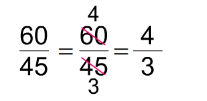 4
60/45 = 60/45 = 4/3
3